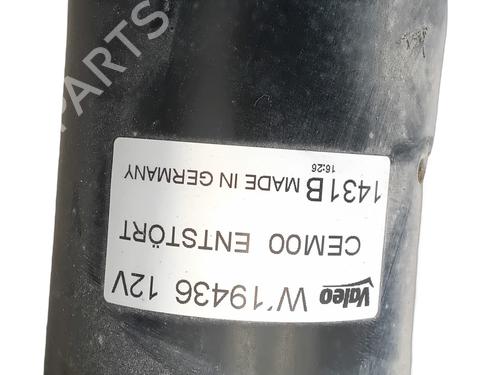 Valeo W'19436 12V
CEM00 ENTSTÖRT
1431B MADE IN GERMANY
16:26
PARTS